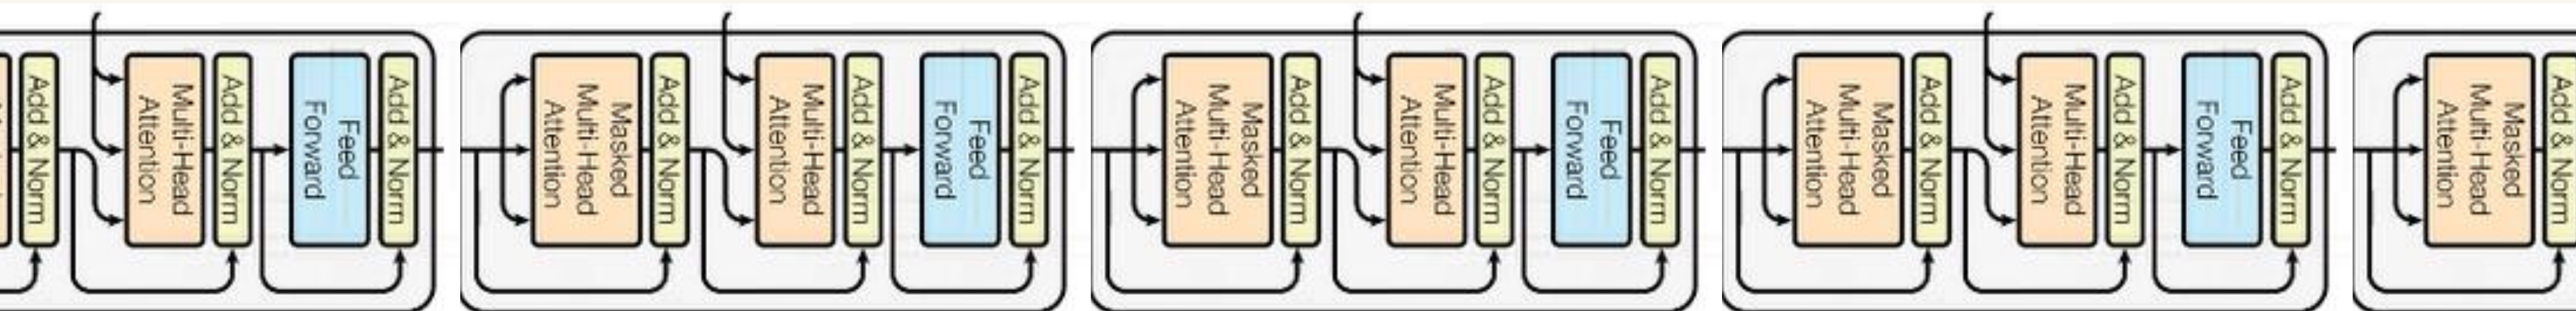 Add & Norm
Multi-Head
Attention
Add & Norm
Feed
Forward
Add & Norm
Masked
Multi-Head
Attention
Add & Norm
Multi-Head
Attention
Add & Norm
Feed
Forward
Add & Norm
Masked
Multi-Head
Attention
Add & Norm
Multi-Head
Attention
Add & Norm
Feed
Forward
Add & Norm
Masked
Multi-Head
Attention
Add & Norm
Multi-Head
Attention
Add & Norm
Feed
Forward
Add & Norm
Masked
Multi-Head
Attention
Add & Norm